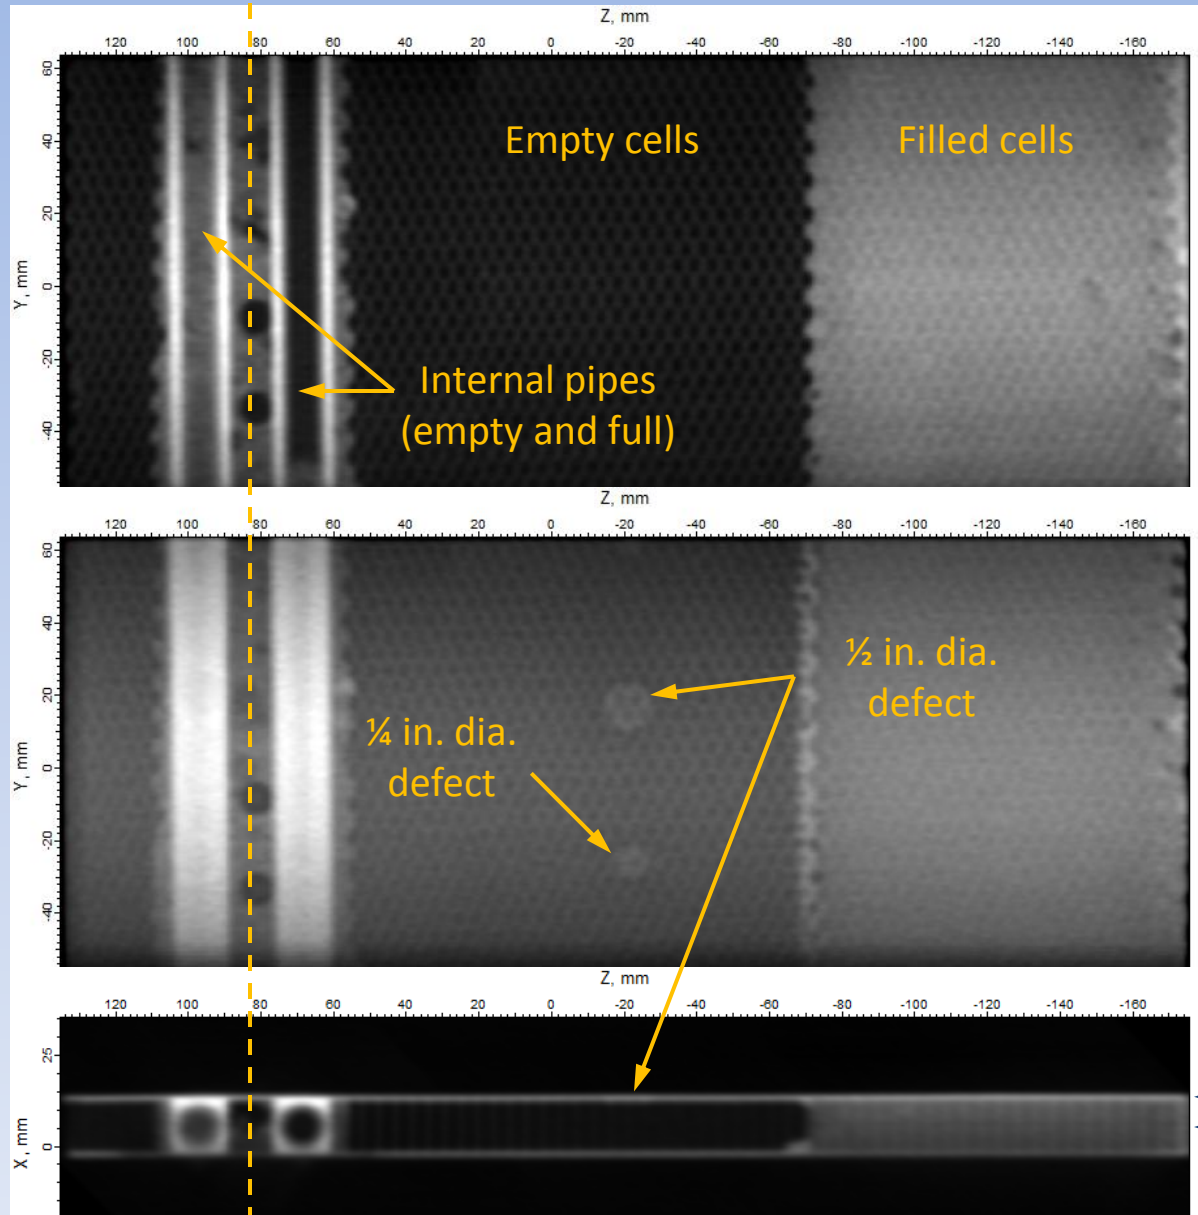 Z, mm
120 100 80 60 40 20 0 -20 -40 -60 -80 -100 -120 -140 -160
60
40
20
0
-20
-40
Y, mm
Empty cells
Filled cells
Internal pipes
(empty and full)
Z, mm
120 100 80 60 40 20 0 -20 -40 -60 -80 -100 -120 -140 -160
60
40
20
0
-20
-40
Y, mm
½ in. dia.
defect
¼ in. dia.
defect
Z, mm
120 100 80 60 40 20 0 -20 -40 -60 -80 -100 -120 -140 -160
25
0
X, mm